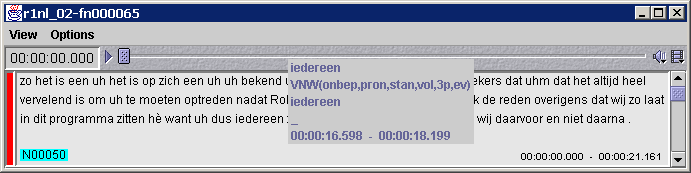 r1nl_02-fn000065
View Options
00:00:00.000
zo het is een uh het is op zich een uh uh bekend u ekers dat uhm dat het altijd heel
vervelend is om uh te moeten optreden nadat Rol k de reden overigens dat wij zo laat
in dit programma zitten hè want uh dus iedereen z wij daarvoor en niet daarna .
iedereen
VNW(onbep,pron,stan,vol,3p,ev)
iedereen
_
00:00:16.598 - 00:00:18.199
N00050
00:00:00.000 - 00:00:21.161